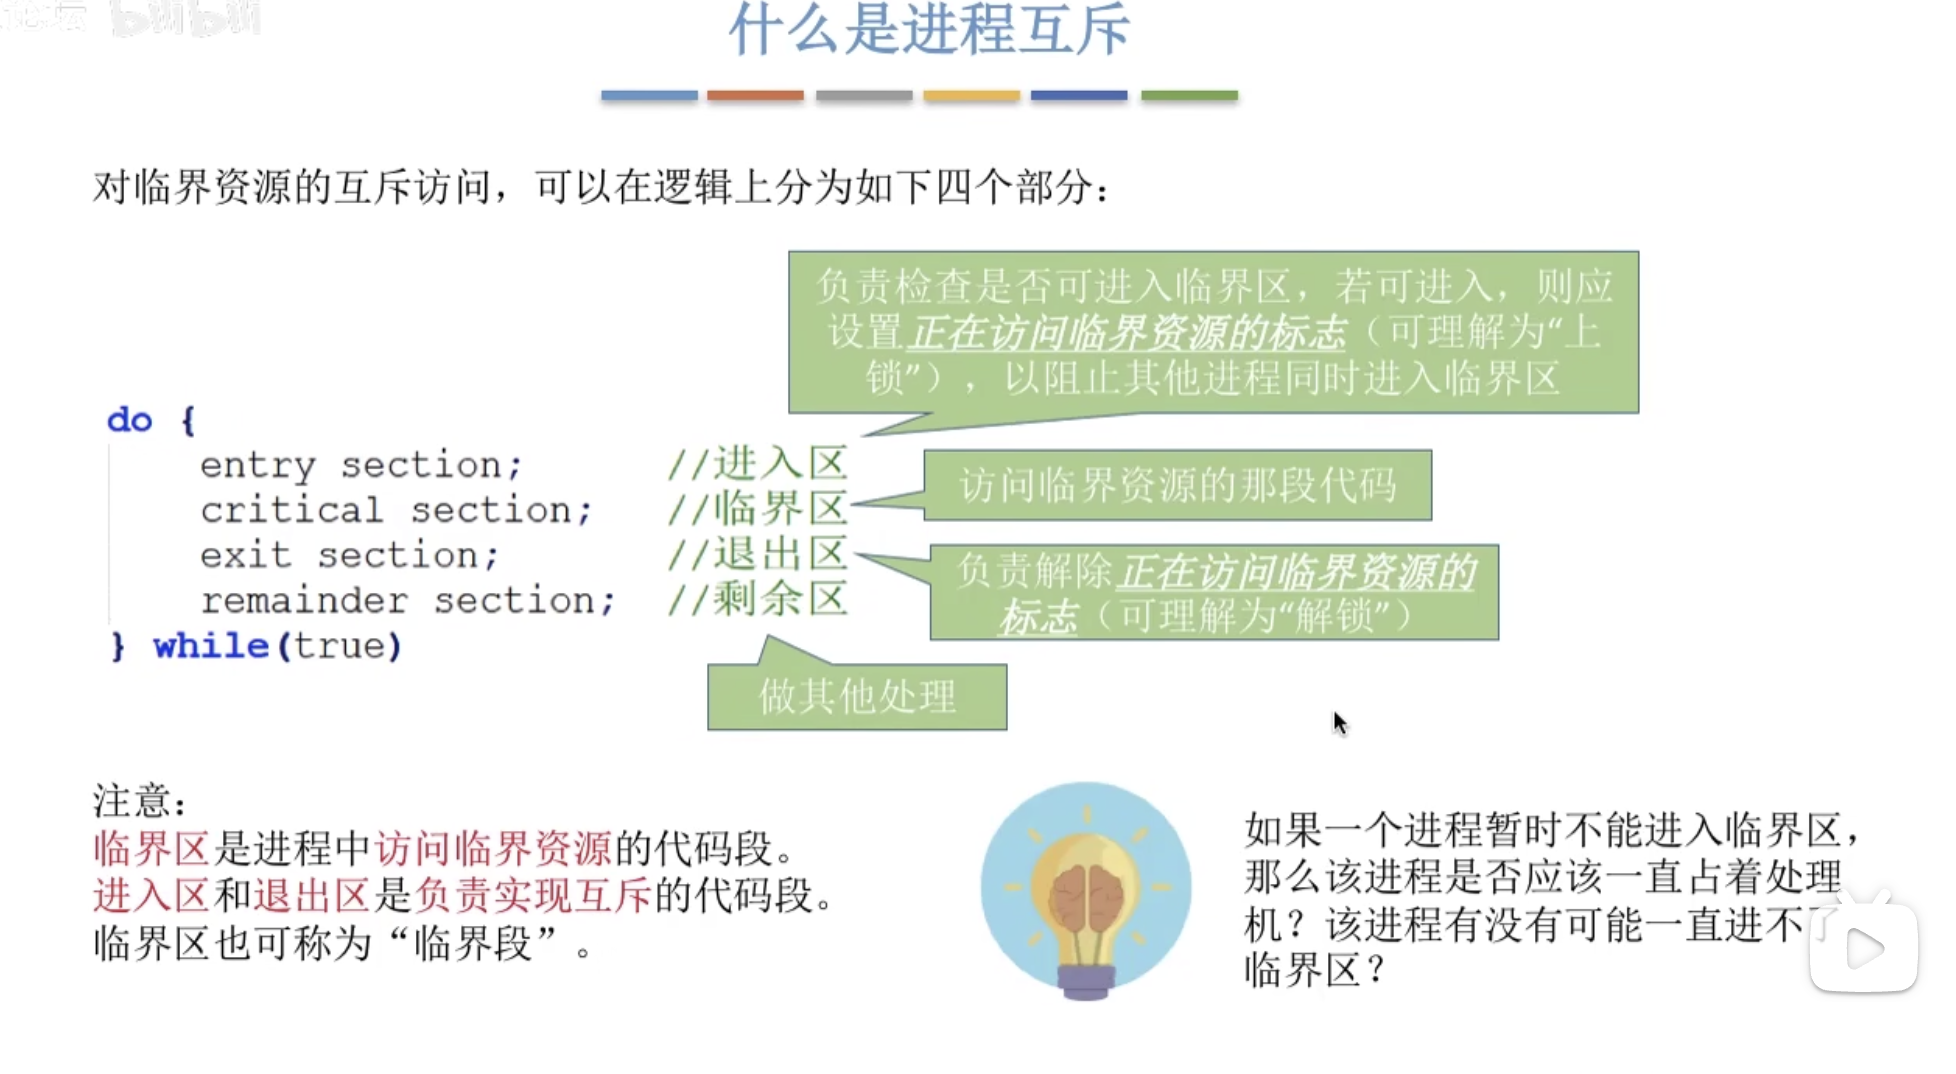 论坛 bilibili
什么是进程互斥
对临界资源的互斥访问，可以在逻辑上分为如下四个部分：
负责检查是否可进入临界区，若可进入，则应
设置正在访问临界资源的标志（可理解为“上
锁”），以阻止其他进程同时进入临界区
do {
entry section; //进入区
critical section; //临界区
exit section; //退出区
remainder section; //剩余区
} while(true)
访问临界资源的那段代码
负责解除正在访问临界资源的
标志（可理解为“解锁”）
做其他处理
注意：
临界区是进程中访问临界资源的代码段。
进入区和退出区是负责实现互斥的代码段。
临界区也可称为“临界段”。
如果一个进程暂时不能进入临界区，
那么该进程是否应该一直占着处理
机？该进程有没有可能一直进不了
临界区？